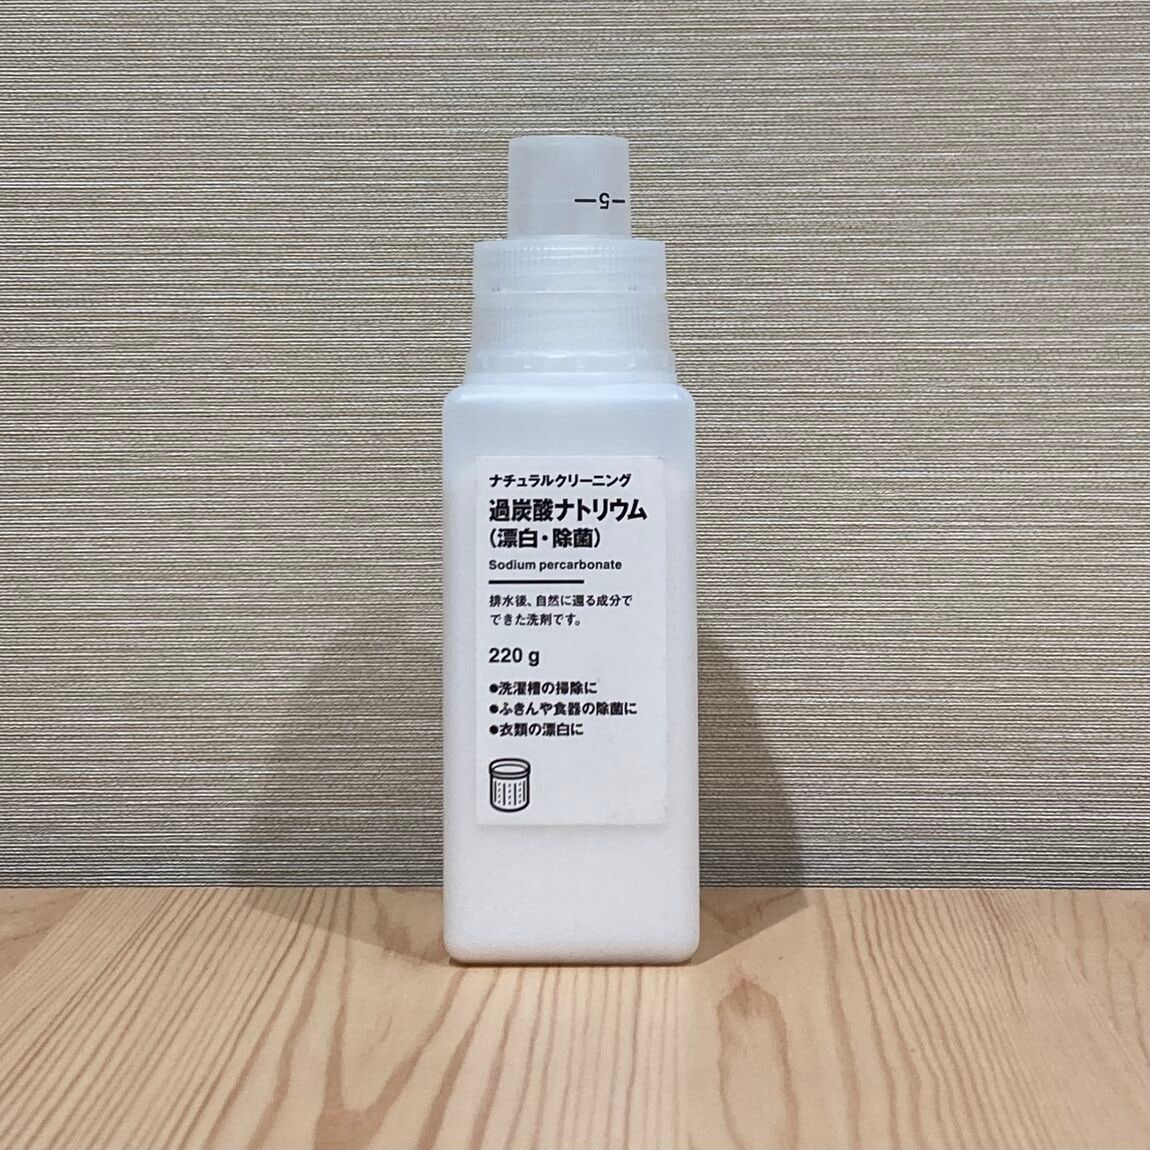 —5—
ナチュラルクリーニング
過炭酸ナトリウム
（漂白・除菌）
Sodium percarbonate
排水後、自然に還る成分で
できた洗剤です。
220 g
●洗濯槽の掃除に
●ふきんや食器の除菌に
●衣類の漂白に